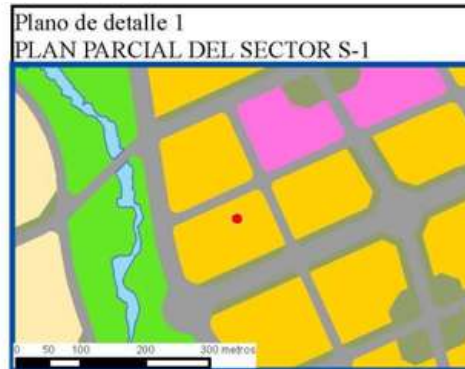 Plano de detalle 1
PLAN PARCIAL DEL SECTOR S-1
0 50 100 200 300 metros